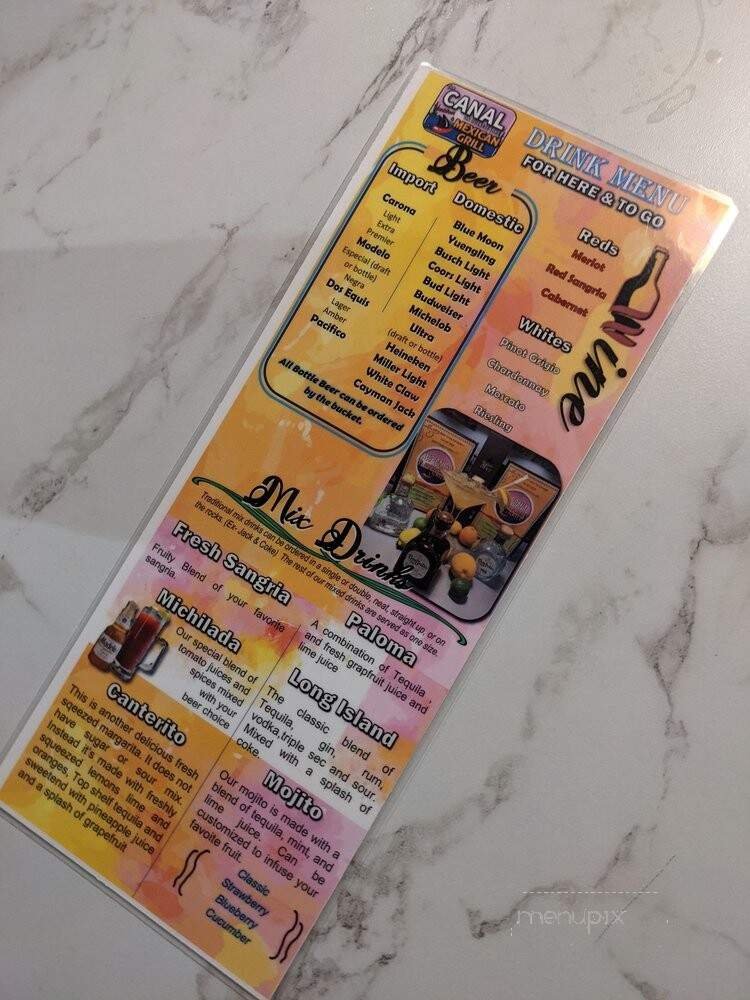 CANAL
MEXICAN
GRILL
DRINK MENU
FOR HERE & TO GO
Beer
Import
Carona
Light
Extra
Premier
Modelo
Especial (draft
or bottle)
Negra
Dos Equis
Lager
Amber
Pacifico
Domestic
Blue Moon
Yuengling
Busch Light
Coors Light
Bud Light
Budweiser
Michelob
Ultra
(draft or bottle)
Heineken
Miller Light
White Claw
Cayman Jack
All Bottle Beer can be ordered
by the bucket.
Wine
Reds
Merlot
Red Sangria
Cabernet
Whites
Pinot Grigio
Chardonnay
Moscato
Riesling
Mix Drinks
Traditional mix drinks can be ordered in a single or double, neat, straight up, or on
the rocks. (Ex- Jack & Coke). The rest of our mixed drinks are served as one size.
Fresh Sangria
Fruity Blend of your favorite
sangria.
Michilada
Our special blend of
tomato juices and
spices mixed
with your
beer choice
Canterito
This is another delicious fresh
sqeezed margarita. It does not
have sugar or sour mix.
Instead it's made with freshly
squeezed lemons, lime and
oranges. Top shelf tequila and
sweetend with pineapple juice
and a splash of grapefruit
Paloma
A combination of Tequila ,
and fresh grapfruit juice and
lime juice
Long Island
The classic blend of
Tequila, gin, rum,
vodka,triple sec and sour.
Mixed with a splash of
coke.
Mojito
Our mojito is made with a
blend of tequila, mint, and
lime juice. Can be
customized to infuse your
favoite fruit.
Classic
Strawberry
Blueberry
Cucumber
menupix